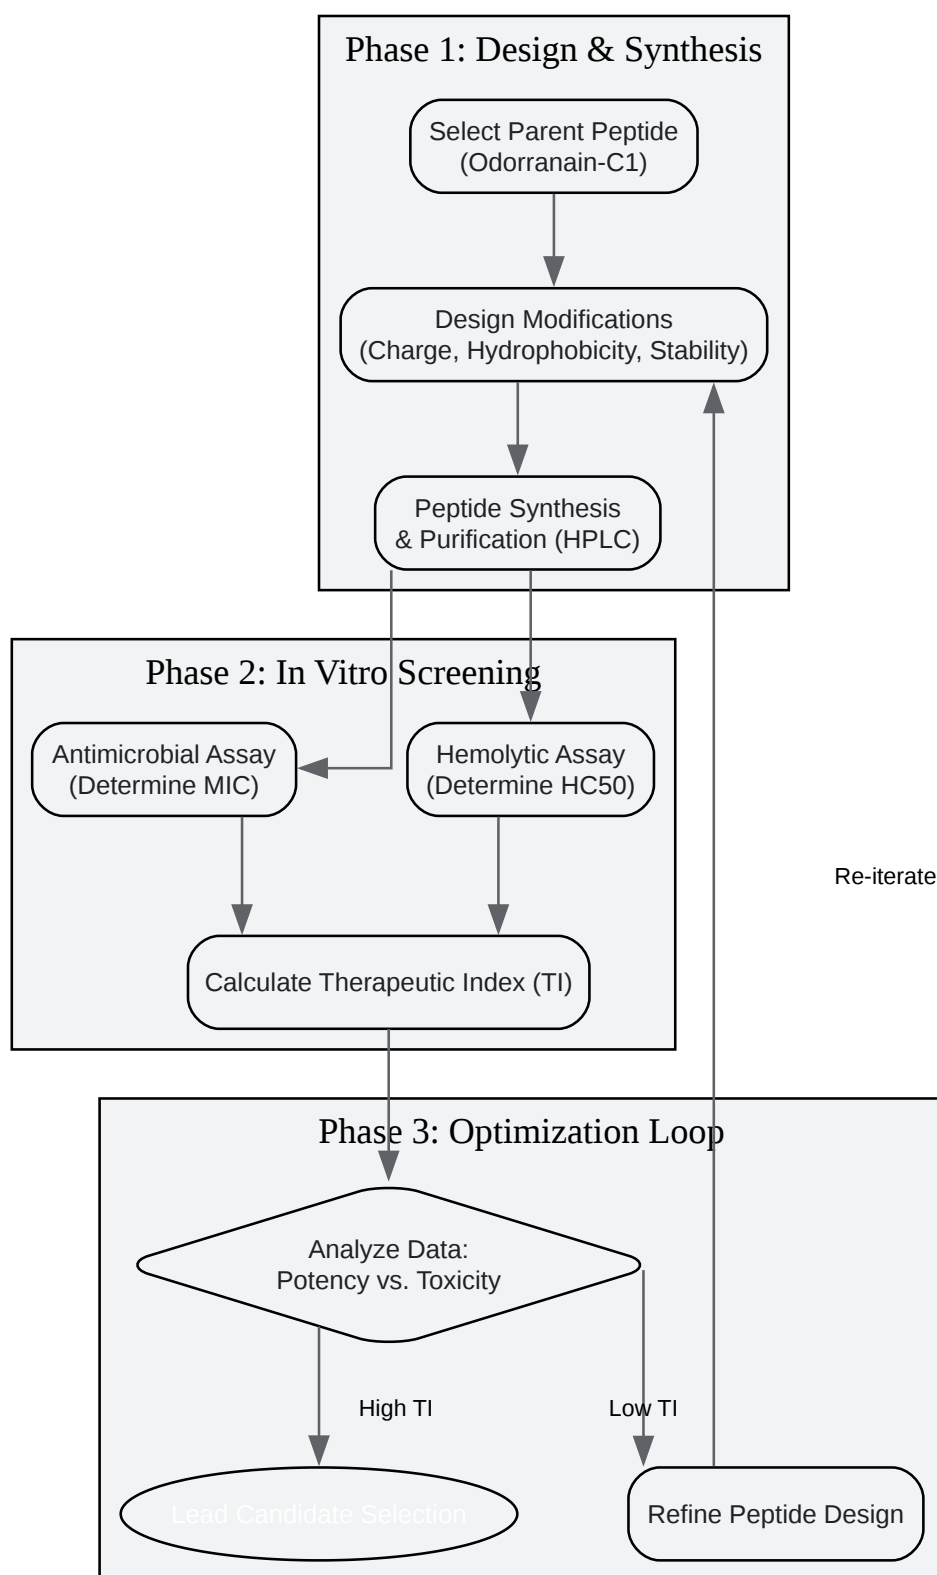 Phase 1: Design & Synthesis
Select Parent Peptide
(Odorranain-C1)
Design Modifications
(Charge, Hydrophobicity, Stability)
Peptide Synthesis
& Purification (HPLC)
Phase 2: In Vitro Screening
Antimicrobial Assay
(Determine MIC)
Hemolytic Assay
(Determine HC50)
Re-iterate
Calculate Therapeutic Index (TI)
Phase 3: Optimization Loop
Analyze Data:
Potency vs. Toxicity
High TI
Low TI
Lead Candidate Selection
Refine Peptide Design